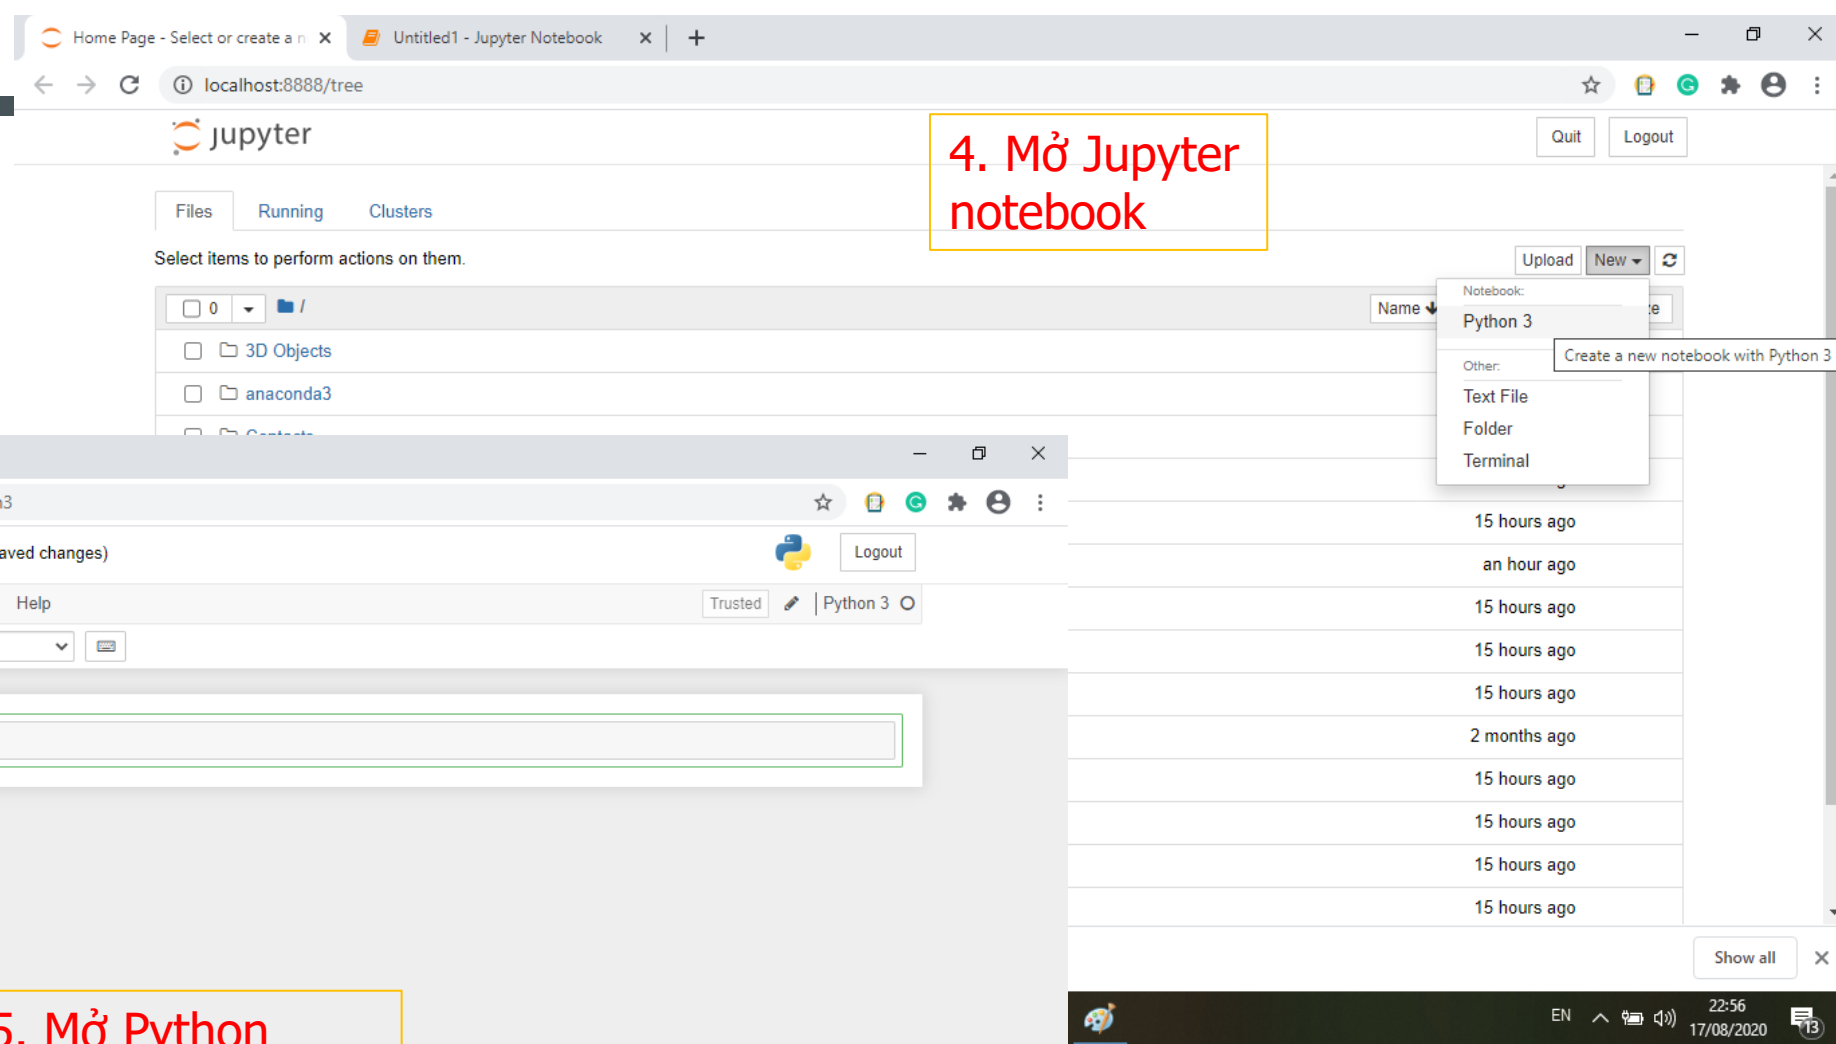 Home Page - Select or create a n
Untitled1 - Jupyter Notebook
localhost:8888/tree
jupyter
4. Mở Jupyter
notebook
Quit
Logout
Files
Running
Clusters
Select items to perform actions on them.
Upload
New
0
/
Name
Notebook:
Python 3
Create a new notebook with Python 3
Other:
Text File
Folder
Terminal
3D Objects
anaconda3
Contacts
aved changes)
Logout
Help
Trusted
Python 3
15 hours ago
an hour ago
15 hours ago
15 hours ago
15 hours ago
2 months ago
15 hours ago
15 hours ago
15 hours ago
15 hours ago
Show all
5. Mở Python
EN
22:56
17/08/2020
13